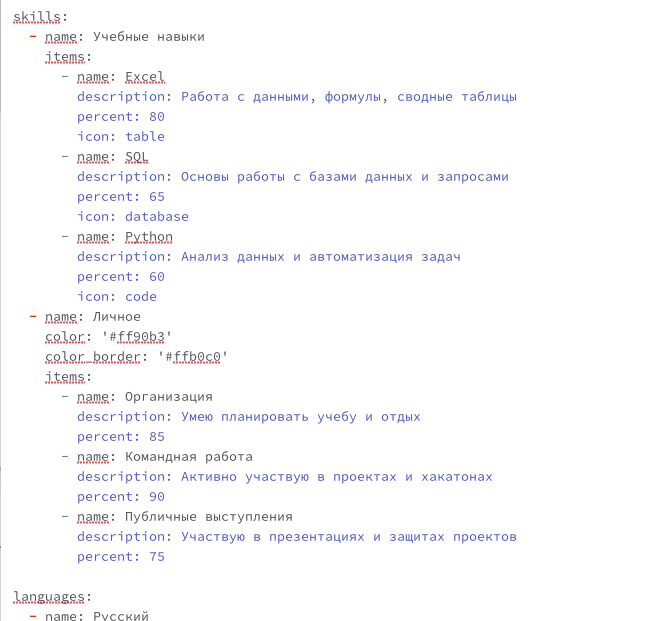 skills:
- name: Учебные навыки
items:
- name: Excel
description: Работа с данными, формулы, сводные таблицы
percent: 80
icon: table
- name: SQL
description: Основы работы с базами данных и запросами
percent: 65
icon: database
- name: Python
description: Анализ данных и автоматизация задач
percent: 60
icon: code
- name: Личное
color: '#ff90b3'
color_border: '#ffb0c0'
items:
- name: Организация
description: Умею планировать учебу и отдых
percent: 85
- name: Командная работа
description: Активно участвую в проектах и хакатонах
percent: 90
- name: Публичные выступления
description: Участвую в презентациях и защитах проектов
percent: 75
languages:
- name: Русский